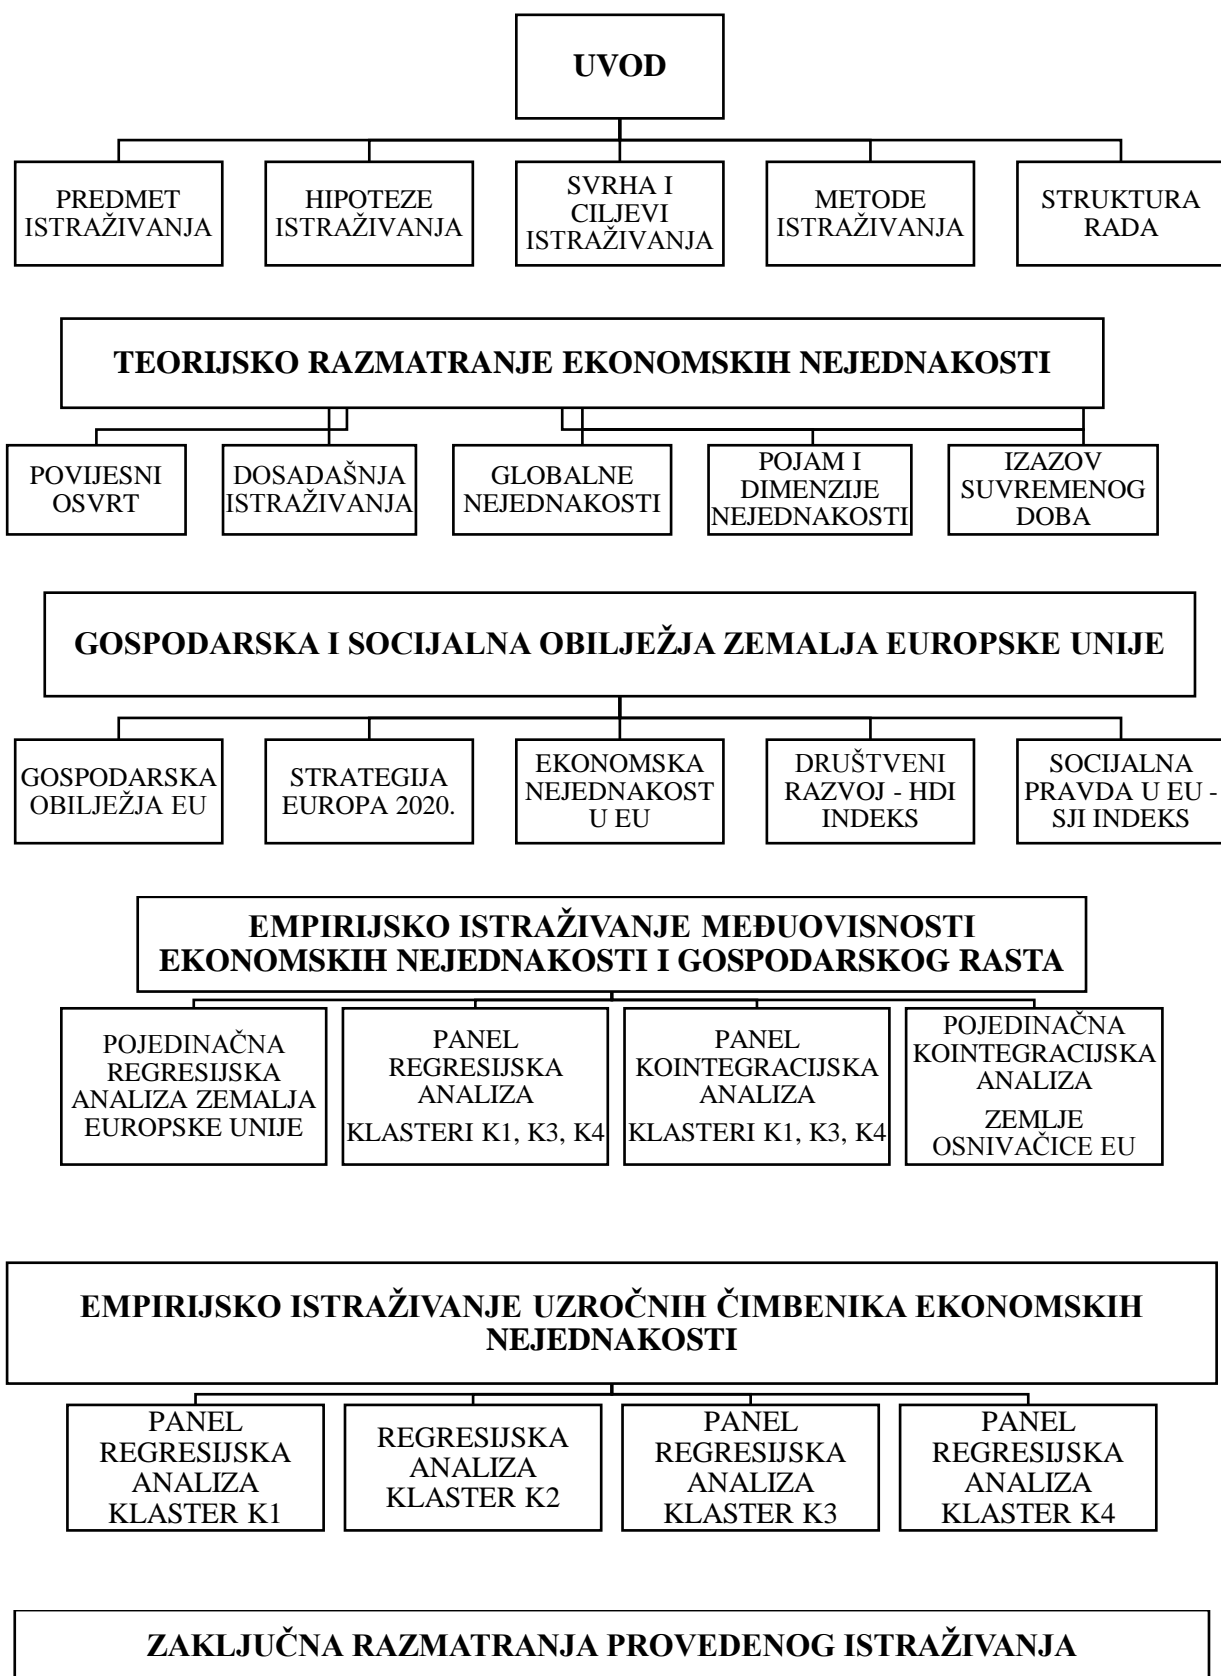 UVOD
PREDMET
ISTRAŽIVANJA
HIPOTEZE
ISTRAŽIVANJA
SVRHA I
CILJEVI
ISTRAŽIVANJA
METODE
ISTRAŽIVANJA
STRUKTURA
RADA
TEORIJSKO RAZMATRANJE EKONOMSKIH NEJEDNAKOSTI
POVIJESNI
OSVRT
DOSADAŠNJA
ISTRAŽIVANJA
GLOBALNE
NEJEDNAKOSTI
POJAM I
DIMENZIJE
NEJEDNAKOSTI
IZAZOV
SUVREMENOG
DOBA
GOSPODARSKA I SOCIJALNA OBILJEŽJA ZEMALJA EUROPSKE UNIJE
GOSPODARSKA
OBILJEŽJA EU
STRATEGIJA
EUROPA 2020.
EKONOMSKA
NEJEDNAKOST
U EU
DRUŠTVENI
RAZVOJ - HDI
INDEKS
SOCIJALNA
PRAVDA U EU -
SJI INDEKS
EMPIRIJSKO ISTRAŽIVANJE MEĐUOVISNOSTI
EKONOMSKIH NEJEDNAKOSTI I GOSPODARSKOG RASTA
POJEDINAČNA
REGRESIJSKA
ANALIZA ZEMALJA
EUROPSKE UNIJE
PANEL
REGRESIJSKA
ANALIZA
KLASTERI K1, K3, K4
PANEL
KOINTEGRACIJSKA
ANALIZA
KLASTERI K1, K3, K4
POJEDINAČNA
KOINTEGRACIJSKA
ANALIZA
ZEMLJE
OSNIVAČICE EU
EMPIRIJSKO ISTRAŽIVANJE UZROČNIH ČIMBENIKA EKONOMSKIH
NEJEDNAKOSTI
PANEL
REGRESIJSKA
ANALIZA
KLASTER K1
REGRESIJSKA
ANALIZA
KLASTER K2
PANEL
REGRESIJSKA
ANALIZA
KLASTER K3
PANEL
REGRESIJSKA
ANALIZA
KLASTER K4
ZAKLJUČNA RAZMATRANJA PROVEDENOG ISTRAŽIVANJA